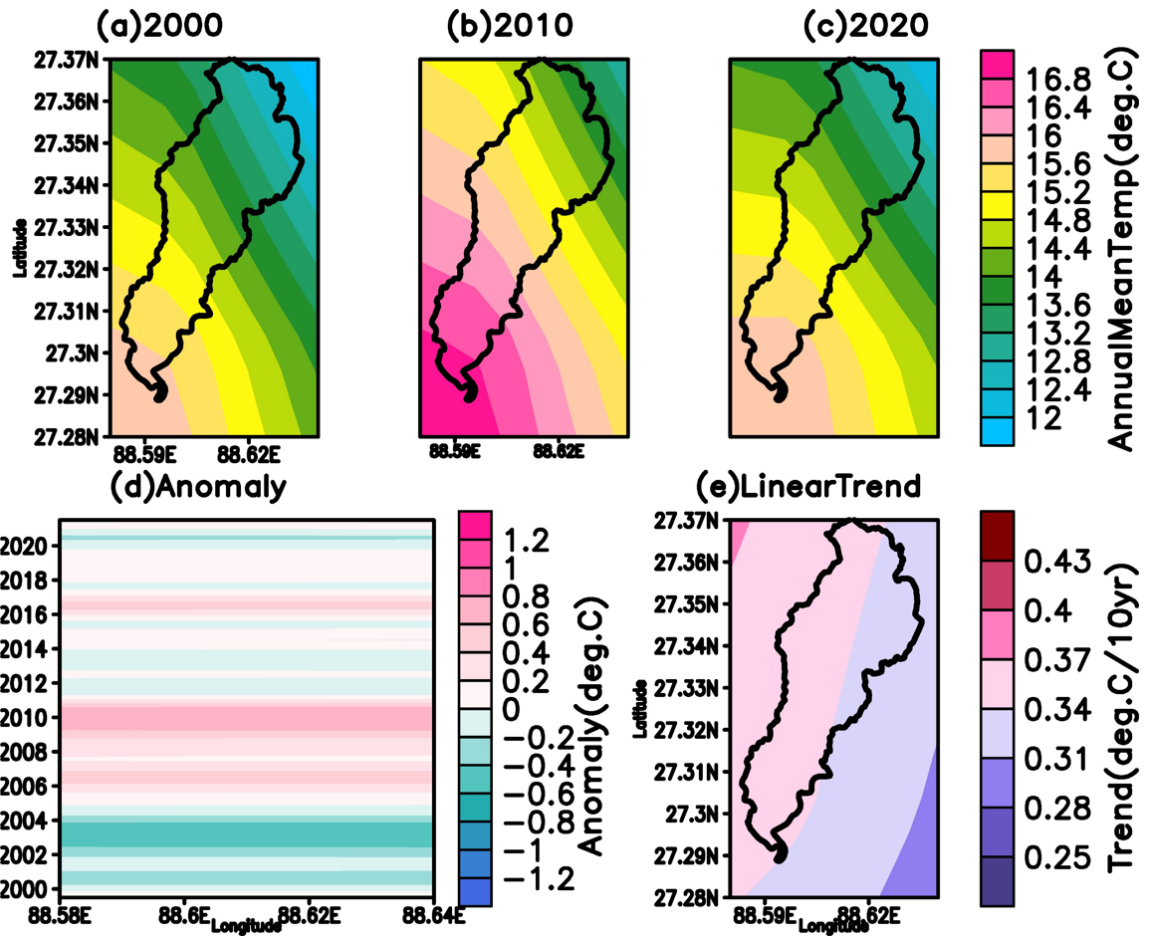 (a)2000
(b)2010
(c)2020
27.37N
27.36N
27.35N
27.34N
27.33N
27.32N
27.31N
27.3N
27.29N
27.28N
Latitude
88.59E 88.62E
88.59E 88.62E
16.8
16.4
16
15.6
15.2
14.8
14.4
14
13.6
13.2
12.8
12.4
12
AnnualMeanTemp(deg.C)
(d)Anomaly
2020
2018
2016
2014
2012
2010
2008
2006
2004
2002
2000
88.58E 88.6E 88.62E 88.64E
Longitude
1.2
1
0.8
0.6
0.4
0.2
0
−0.2
−0.4
−0.6
−0.8
−1
−1.2
Anomaly(deg.C)
(e)LinearTrend
27.37N
27.36N
27.35N
27.34N
27.33N
27.32N
27.31N
27.3N
27.29N
27.28N
Latitude
88.59E 88.62E
Longitude
0.43
0.4
0.37
0.34
0.31
0.28
0.25
Trend(deg.C/10yr)